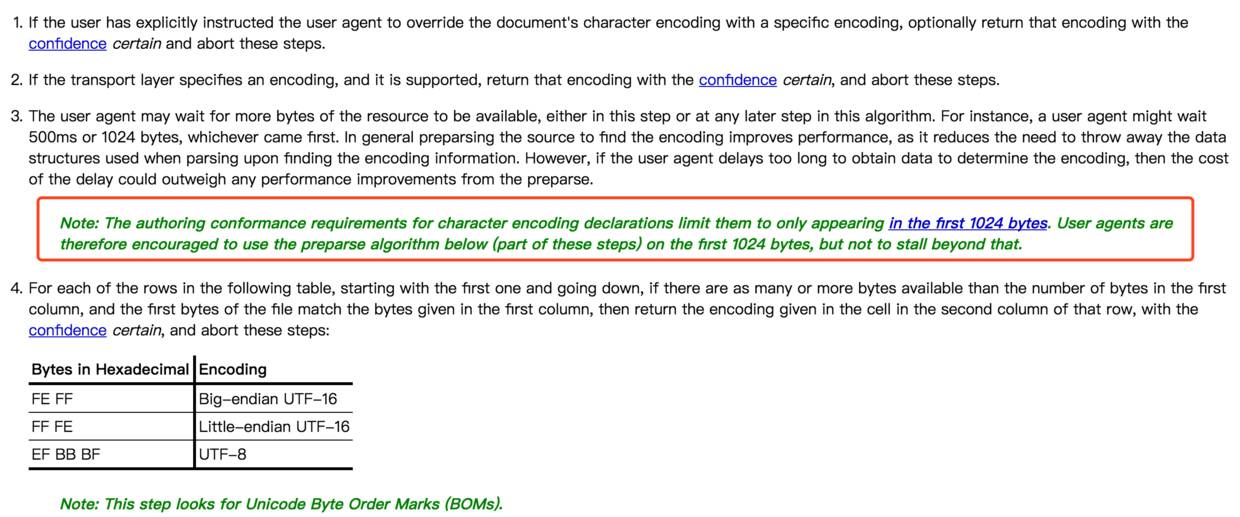 1. If the user has explicitly instructed the user agent to override the document's character encoding with a specific encoding, optionally return that encoding with the
confidence certain and abort these steps.
2. If the transport layer specifies an encoding, and it is supported, return that encoding with the confidence certain, and abort these steps.
3. The user agent may wait for more bytes of the resource to be available, either in this step or at any later step in this algorithm. For instance, a user agent might wait
500ms or 1024 bytes, whichever came first. In general preparsing the source to find the encoding improves performance, as it reduces the need to throw away the data
structures used when parsing upon finding the encoding information. However, if the user agent delays too long to obtain data to determine the encoding, then the cost
of the delay could outweigh any performance improvements from the preparse.
Note: The authoring conformance requirements for character encoding declarations limit them to only appearing in the first 1024 bytes. User agents are
therefore encouraged to use the preparse algorithm below (part of these steps) on the first 1024 bytes, but not to stall beyond that.
4. For each of the rows in the following table, starting with the first one and going down, if there are as many or more bytes available than the number of bytes in the first
column, and the first bytes of the file match the bytes given in the first column, then return the encoding given in the cell in the second column of that row, with the
confidence certain, and abort these steps:
Bytes in Hexadecimal Encoding
FE FF Big-endian UTF-16
FF FE Little-endian UTF-16
EF BB BF UTF-8
Note: This step looks for Unicode Byte Order Marks (BOMs).